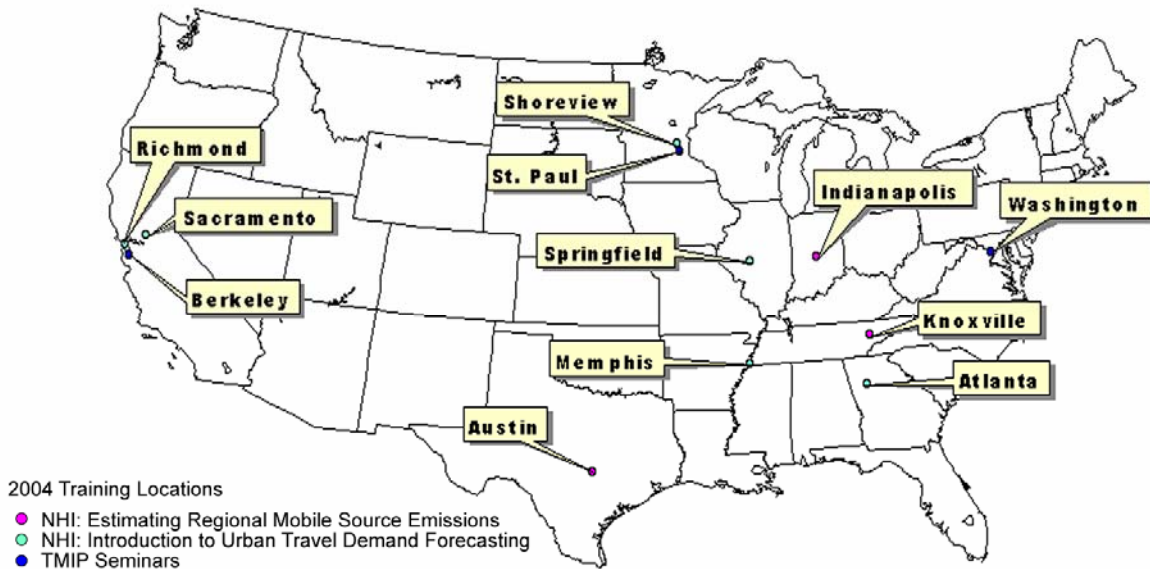 Shoreview
Richmond
St. Paul
Indianapolis
Washington
Sacramento
Springfield
Berkeley
Knoxville
Memphis
Atlanta
Austin
2004 Training Locations
NHI: Estimating Regional Mobile Source Emissions
NHI: Introduction to Urban Travel Demand Forecasting
TMIP Seminars